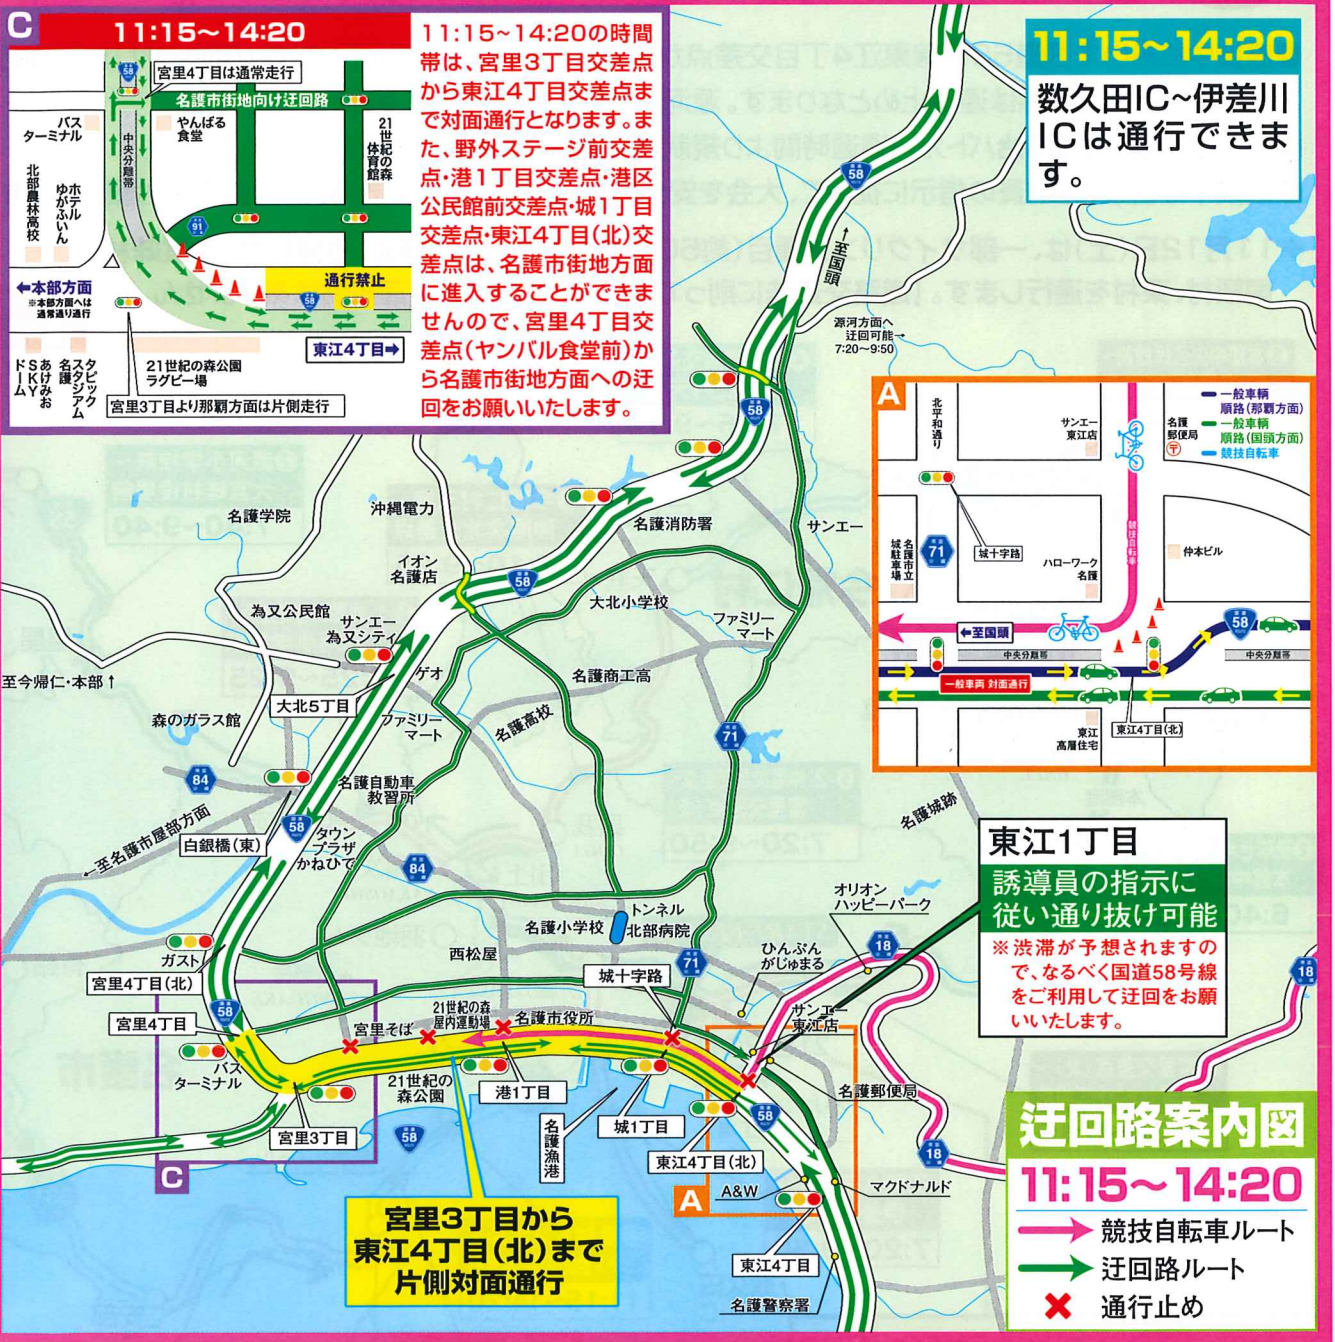 C
11:15～14:20
58
宮里4丁目は通常走行
名護市街地向け迂回路
バス
ターミナル
中央分離帯
やんばる
食堂
21世紀の森
体育館
北部農林高校
ホテル
ゆがふいん
91
通行禁止
←本部方面
※本部方面へは
通常通り通行
58
東江4丁目→
あけみお
SKY
ドーム
タピック
スタジアム
名護
21世紀の森公園
ラグビー場
宮里3丁目より那覇方面は片側走行
11:15～14:20の時間
帯は、宮里3丁目交差点
から東江4丁目交差点ま
で対面通行となります。ま
た、野外ステージ前交差
点・港1丁目交差点・港区
公民館前交差点・城1丁目
交差点・東江4丁目(北)交
差点は、名護市街地方面
に進入することができま
せんので、宮里4丁目交
差点(ヤンバル食堂前)か
ら名護市街地方面への迂
回をお願いいたします。
11:15～14:20
数久田IC~伊差川
ICは通行できま
す。
58
↑至国頭
源河方面へ
迂回可能→
7:20～9:50
58
A
北平和通り
サンエー
東江店
名護
郵便局
一般車輌
順路(那覇方面)
一般車輌
順路(国頭方面)
競技自転車
競技自転車
名護市立
城駐車場
71
城十字路
ハローワーク
名護
仲本ビル
←至国頭
58
中央分離帯
中央分離帯
一般車両 対面通行
東江
高層住宅
東江4丁目(北)
名護学院
沖縄電力
名護消防署
サンエー
イオン
名護店
58
大北小学校
為又公民館
サンエー
為又シティ
ファミリー
マート
至今帰仁・本部↑
ゲオ
名護商工高
大北5丁目
森のガラス館
ファミリー
マート
名護高校
71
84
名護自動車
教習所
←至名護市屋部方面
白銀橋(東)
58
タウン
プラザ
かねひで
84
名護城跡
東江1丁目
誘導員の指示に
従い通り抜け可能
※渋滞が予想されますの
で、なるべく国道58号線
をご利用して迂回をお願
いいたします。
オリオン
ハッピーパーク
トンネル
名護小学校
北部病院
ガスト
西松屋
ひんぷん
がじゅまる
18
18
宮里4丁目(北)
城十字路
71
58
宮里4丁目
宮里そば
21世紀の森
屋内運動場
名護市役所
サンエー
東江店
バス
ターミナル
21世紀の
森公園
港1丁目
名護郵便局
宮里3丁目
58
名護漁港
城1丁目
58
東江4丁目(北)
18
C
A
A&W
マクドナルド
宮里3丁目から
東江4丁目(北)まで
片側対面通行
東江4丁目
名護警察署
迂回路案内図
11:15～14:20
競技自転車ルート
迂回路ルート
通行止め